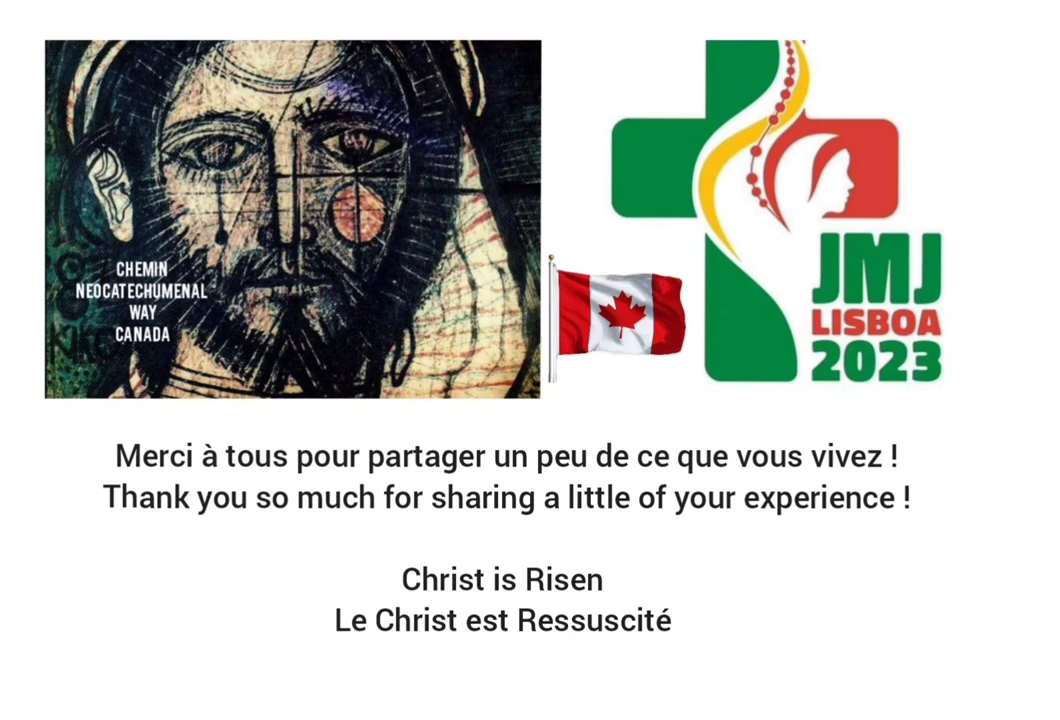 CHEMIN
NEOCATECHUMENAL
WAY
CANADA
JMJ
LISBOA
2023
Merci à tous pour partager un peu de ce que vous vivez !
Thank you so much for sharing a little of your experience !
Christ is Risen
Le Christ est Ressuscité